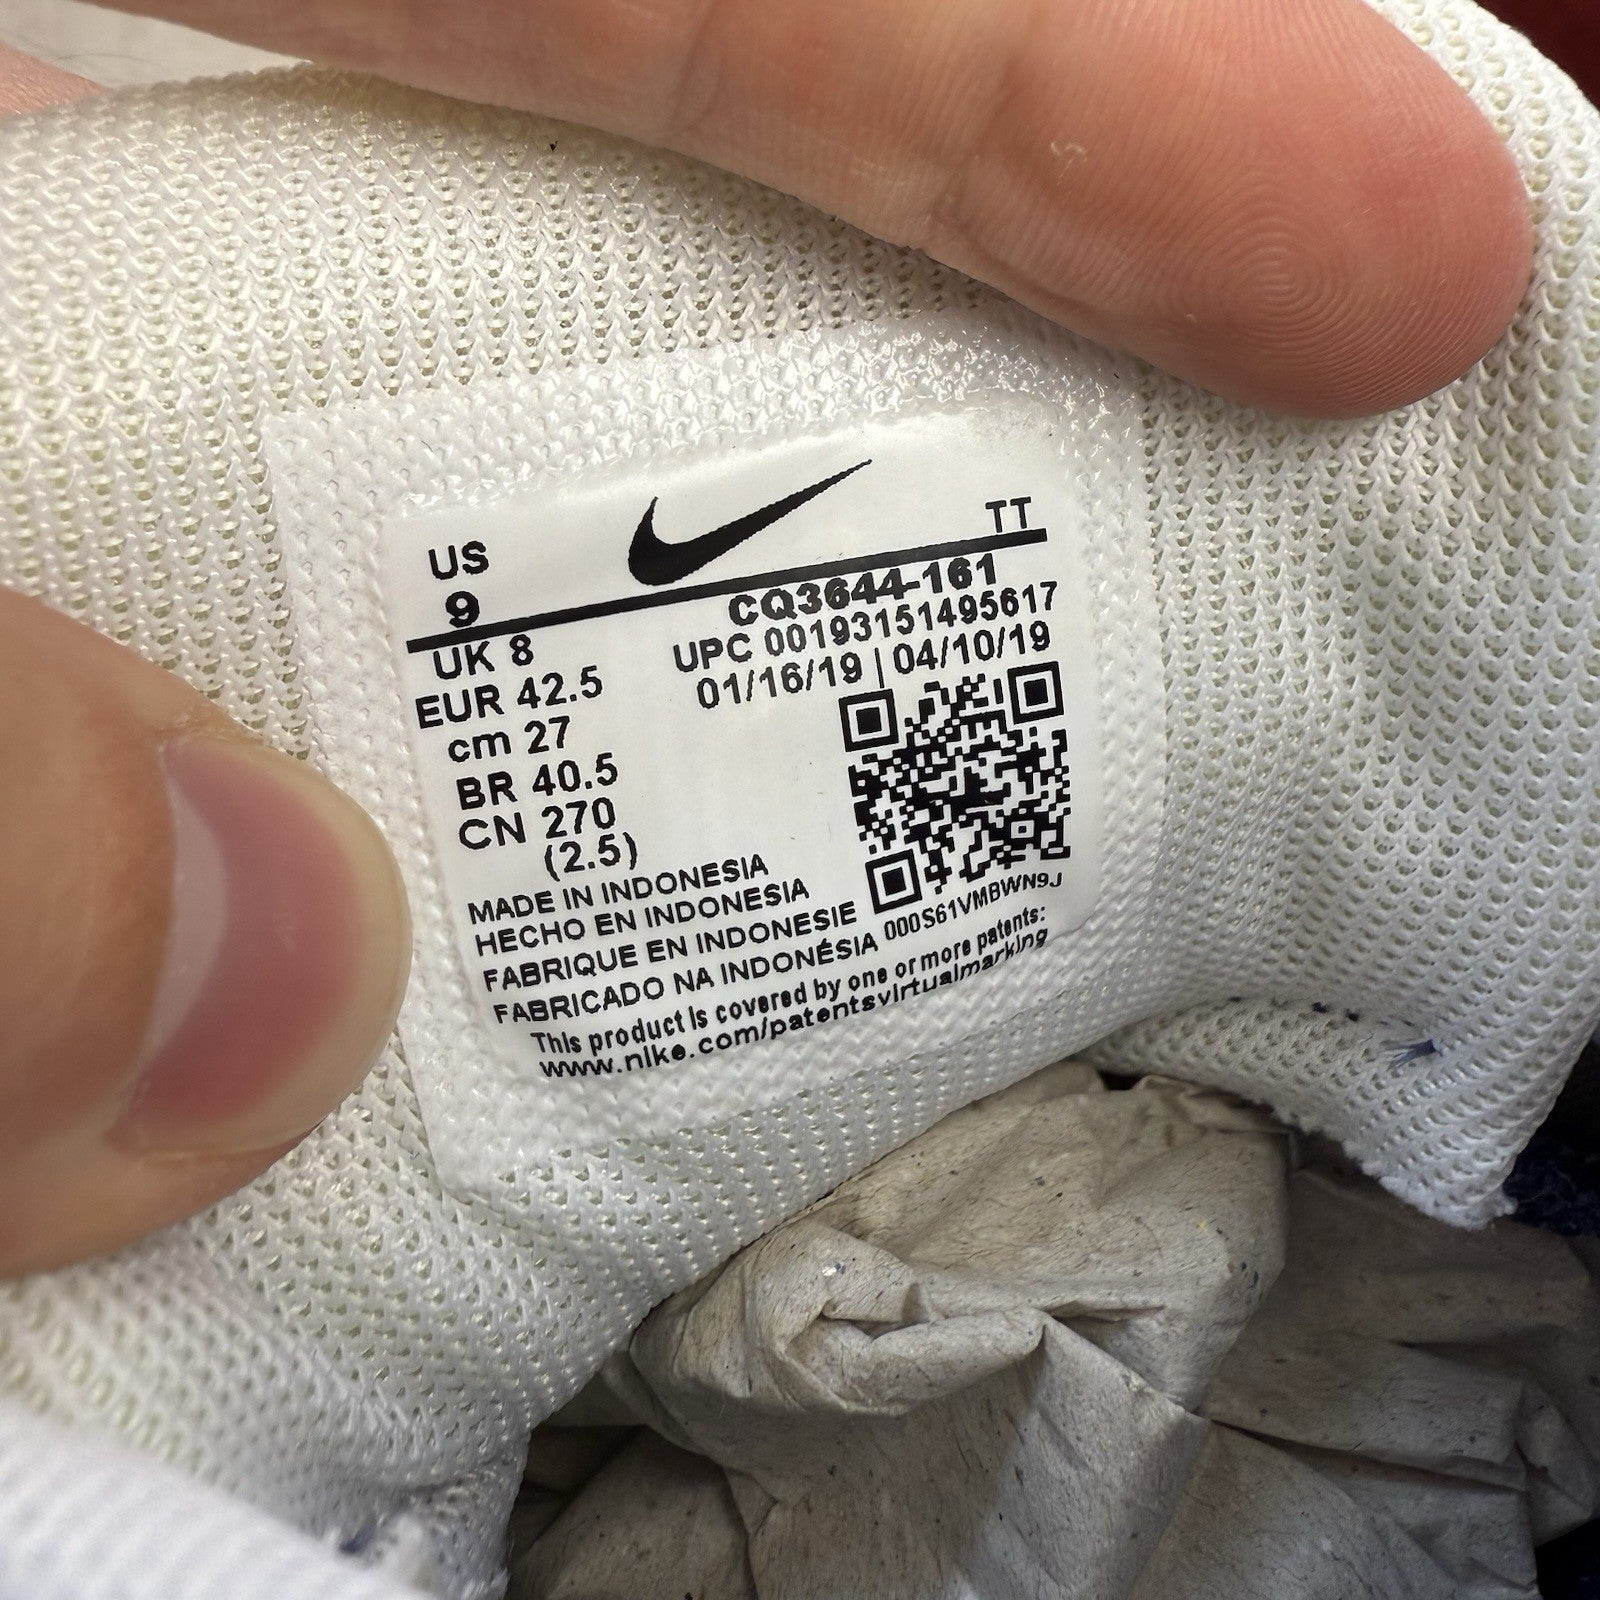 US
9
TT
CQ3644-161
UPC 00193151495617
01/16/19 | 04/10/19
UK 8
EUR 42.5
cm 27
BR 40.5
CN 270
(2.5)
MADE IN INDONESIA
HECHO EN INDONESIA
FABRIQUE EN INDONESIE
FABRICADO NA INDONÉSIA
000S61VMBWN9J
This product is covered by one or more patents:
www.nike.com/patentsvirtualmarking